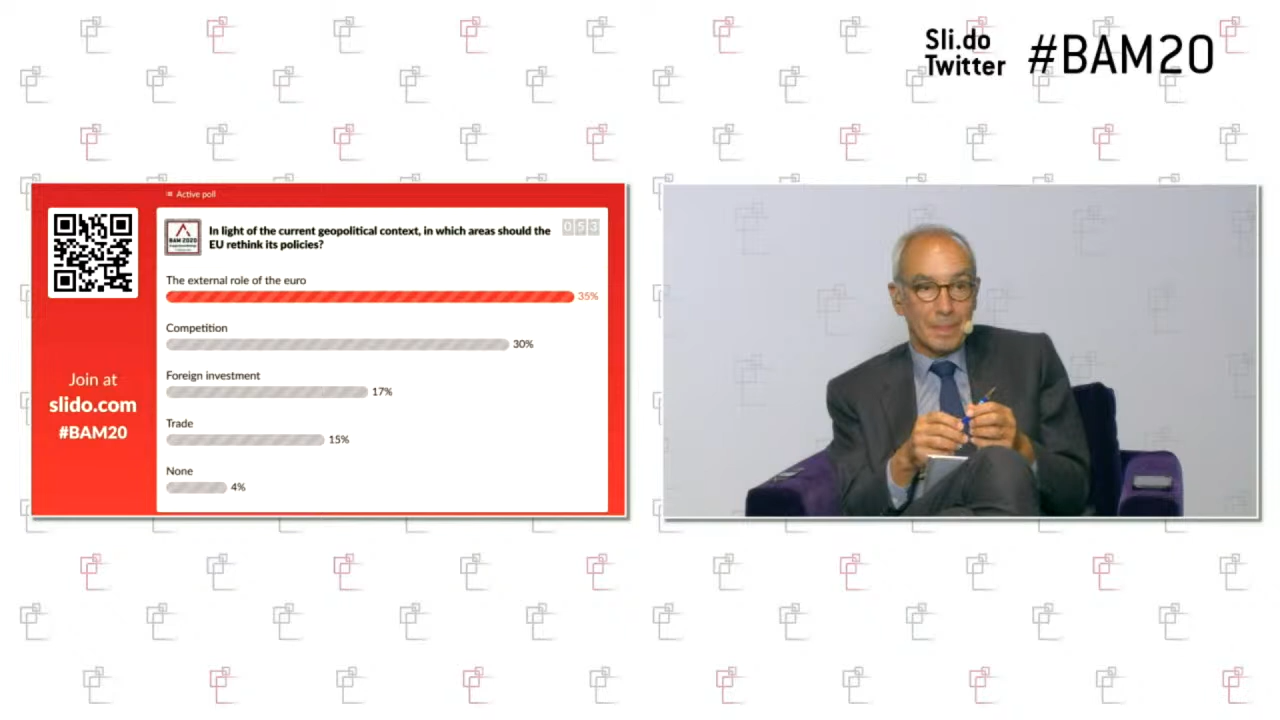 Sli.do
Twitter
#BAM20
Active poll
BAM 2020
In light of the current geopolitical context, in which areas should the
EU rethink its policies?
053
The external role of the euro
35%
Competition
30%
Foreign investment
17%
Trade
15%
None
4%
Join at
slido.com
#BAM20